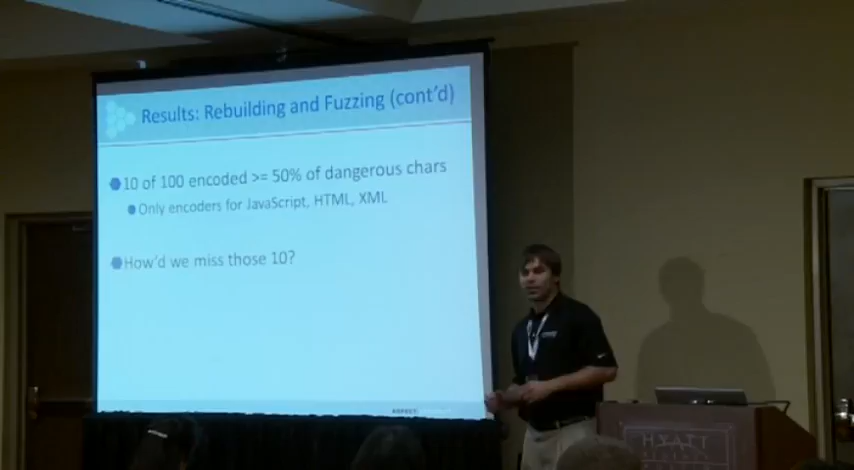 Results: Rebuilding and Fuzzing (cont'd)
10 of 100 encoded >= 50% of dangerous chars
Only encoders for JavaScript, HTML, XML
How'd we miss those 10?
ASPECT
HYATT